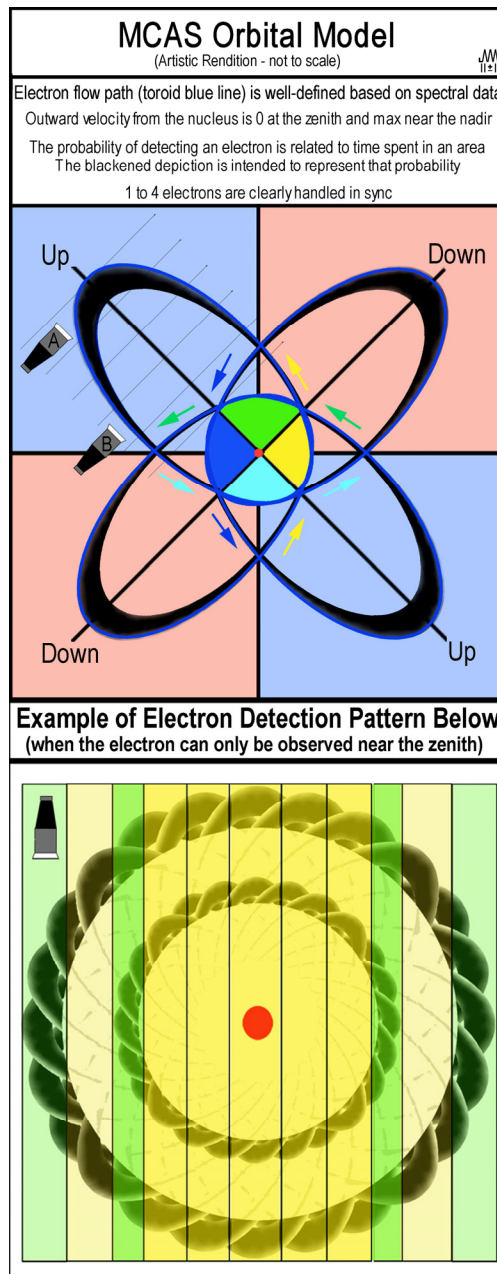 MCAS Orbital Model
(Artistic Rendition - not to scale)
Electron flow path (toroid blue line) is well-defined based on spectral data
Outward velocity from the nucleus is 0 at the zenith and max near the nadir
The probability of detecting an electron is related to time spent in an area
The blackened depiction is intended to represent that probability
1 to 4 electrons are clearly handled in sync
Up
Down
A
B
Down
Up
Example of Electron Detection Pattern Below
(when the electron can only be observed near the zenith)